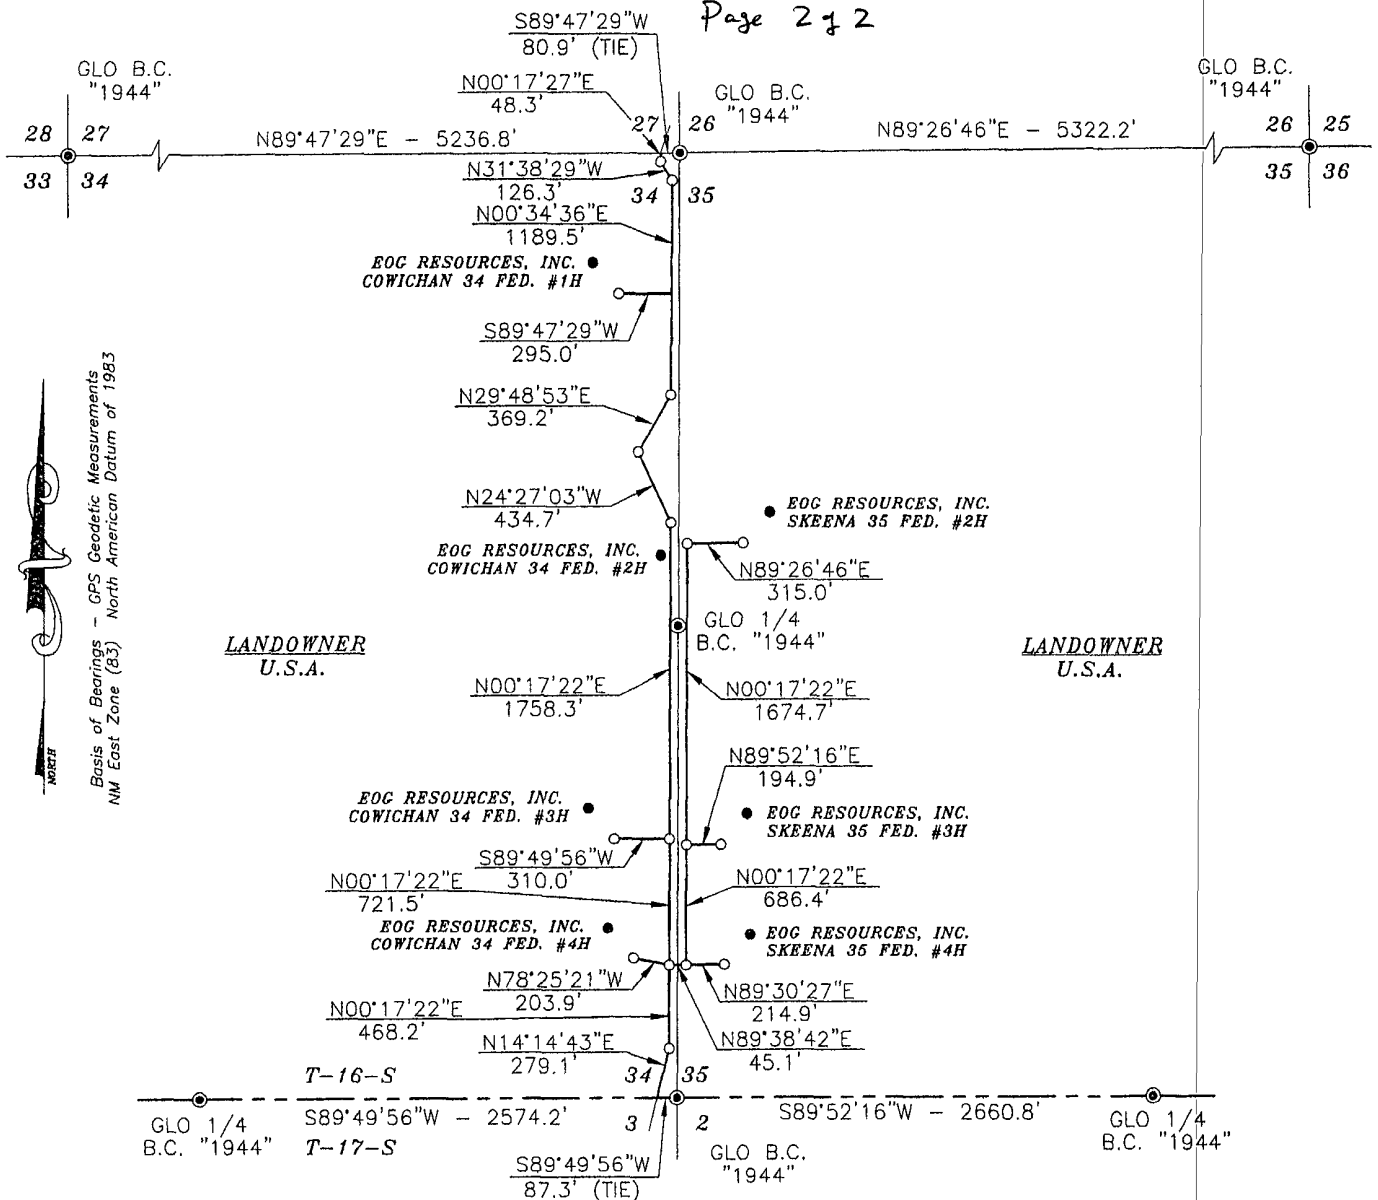 Page 2 of 2
S89°47'29"W
80.9' (TIE)
GLO B.C.
"1944"
N00°17'27"E
48.3'
GLO B.C.
"1944"
GLO B.C.
"1944"
28 27
33 34
N89°47'29"E - 5236.8'
27 26
34 35
N89°26'46"E - 5322.2'
26 25
35 36
N31°38'29"W
126.3'
N00°34'36"E
1189.5'
EOG RESOURCES, INC.
COWICHAN 34 FED. #1H
S89°47'29"W
295.0'
N29°48'53"E
369.2'
N24°27'03"W
434.7'
EOG RESOURCES, INC.
SKEENA 35 FED. #2H
EOG RESOURCES, INC.
COWICHAN 34 FED. #2H
N89°26'46"E
315.0'
GLO 1/4
B.C. "1944"
Basis of Bearings - GPS Geodetic Measurements
NM East Zone (83) North American Datum of 1983
NORTH
LANDOWNER
U.S.A.
LANDOWNER
U.S.A.
N00°17'22"E
1758.3'
N00°17'22"E
1674.7'
N89°52'16"E
194.9'
EOG RESOURCES, INC.
COWICHAN 34 FED. #3H
EOG RESOURCES, INC.
SKEENA 35 FED. #3H
S89°49'56"W
310.0'
N00°17'22"E
721.5'
N00°17'22"E
686.4'
EOG RESOURCES, INC.
COWICHAN 34 FED. #4H
EOG RESOURCES, INC.
SKEENA 35 FED. #4H
N78°25'21"W
203.9'
N89°30'27"E
214.9'
N00°17'22"E
468.2'
N89°38'42"E
45.1'
N14°14'43"E
279.1'
T-16-S
34 35
3 2
S89°49'56"W - 2574.2'
S89°52'16"W - 2660.8'
GLO 1/4
B.C. "1944"
T-17-S
GLO 1/4
B.C. "1944"
S89°49'56"W
87.3' (TIE)
GLO B.C.
"1944"